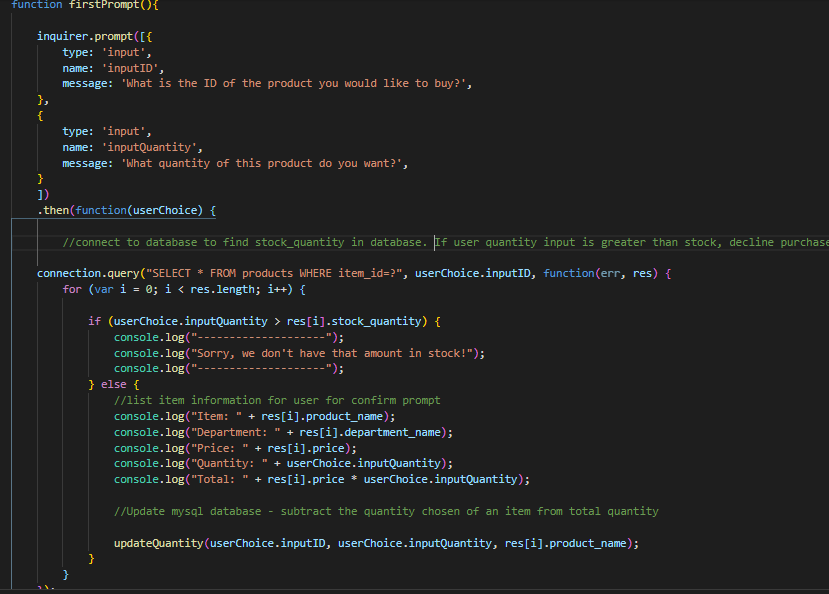 function firstPrompt(){
inquirer.prompt([{
type: 'input',
name: 'inputID',
message: 'What is the ID of the product you would like to buy?',
},
{
type: 'input',
name: 'inputQuantity',
message: 'What quantity of this product do you want?',
}
])
.then(function(userChoice) {
//connect to database to find stock_quantity in database. If user quantity input is greater than stock, decline purchase
connection.query("SELECT * FROM products WHERE item_id=?", userChoice.inputID, function(err, res) {
for (var i = 0; i < res.length; i++) {
if (userChoice.inputQuantity > res[i].stock_quantity) {
console.log("--------------------");
console.log("Sorry, we don't have that amount in stock!");
console.log("--------------------");
} else {
//list item information for user for confirm prompt
console.log("Item: " + res[i].product_name);
console.log("Department: " + res[i].department_name);
console.log("Price: " + res[i].price);
console.log("Quantity: " + userChoice.inputQuantity);
console.log("Total: " + res[i].price * userChoice.inputQuantity);
//Update mysql database - subtract the quantity chosen of an item from total quantity
updateQuantity(userChoice.inputID, userChoice.inputQuantity, res[i].product_name);
}
}